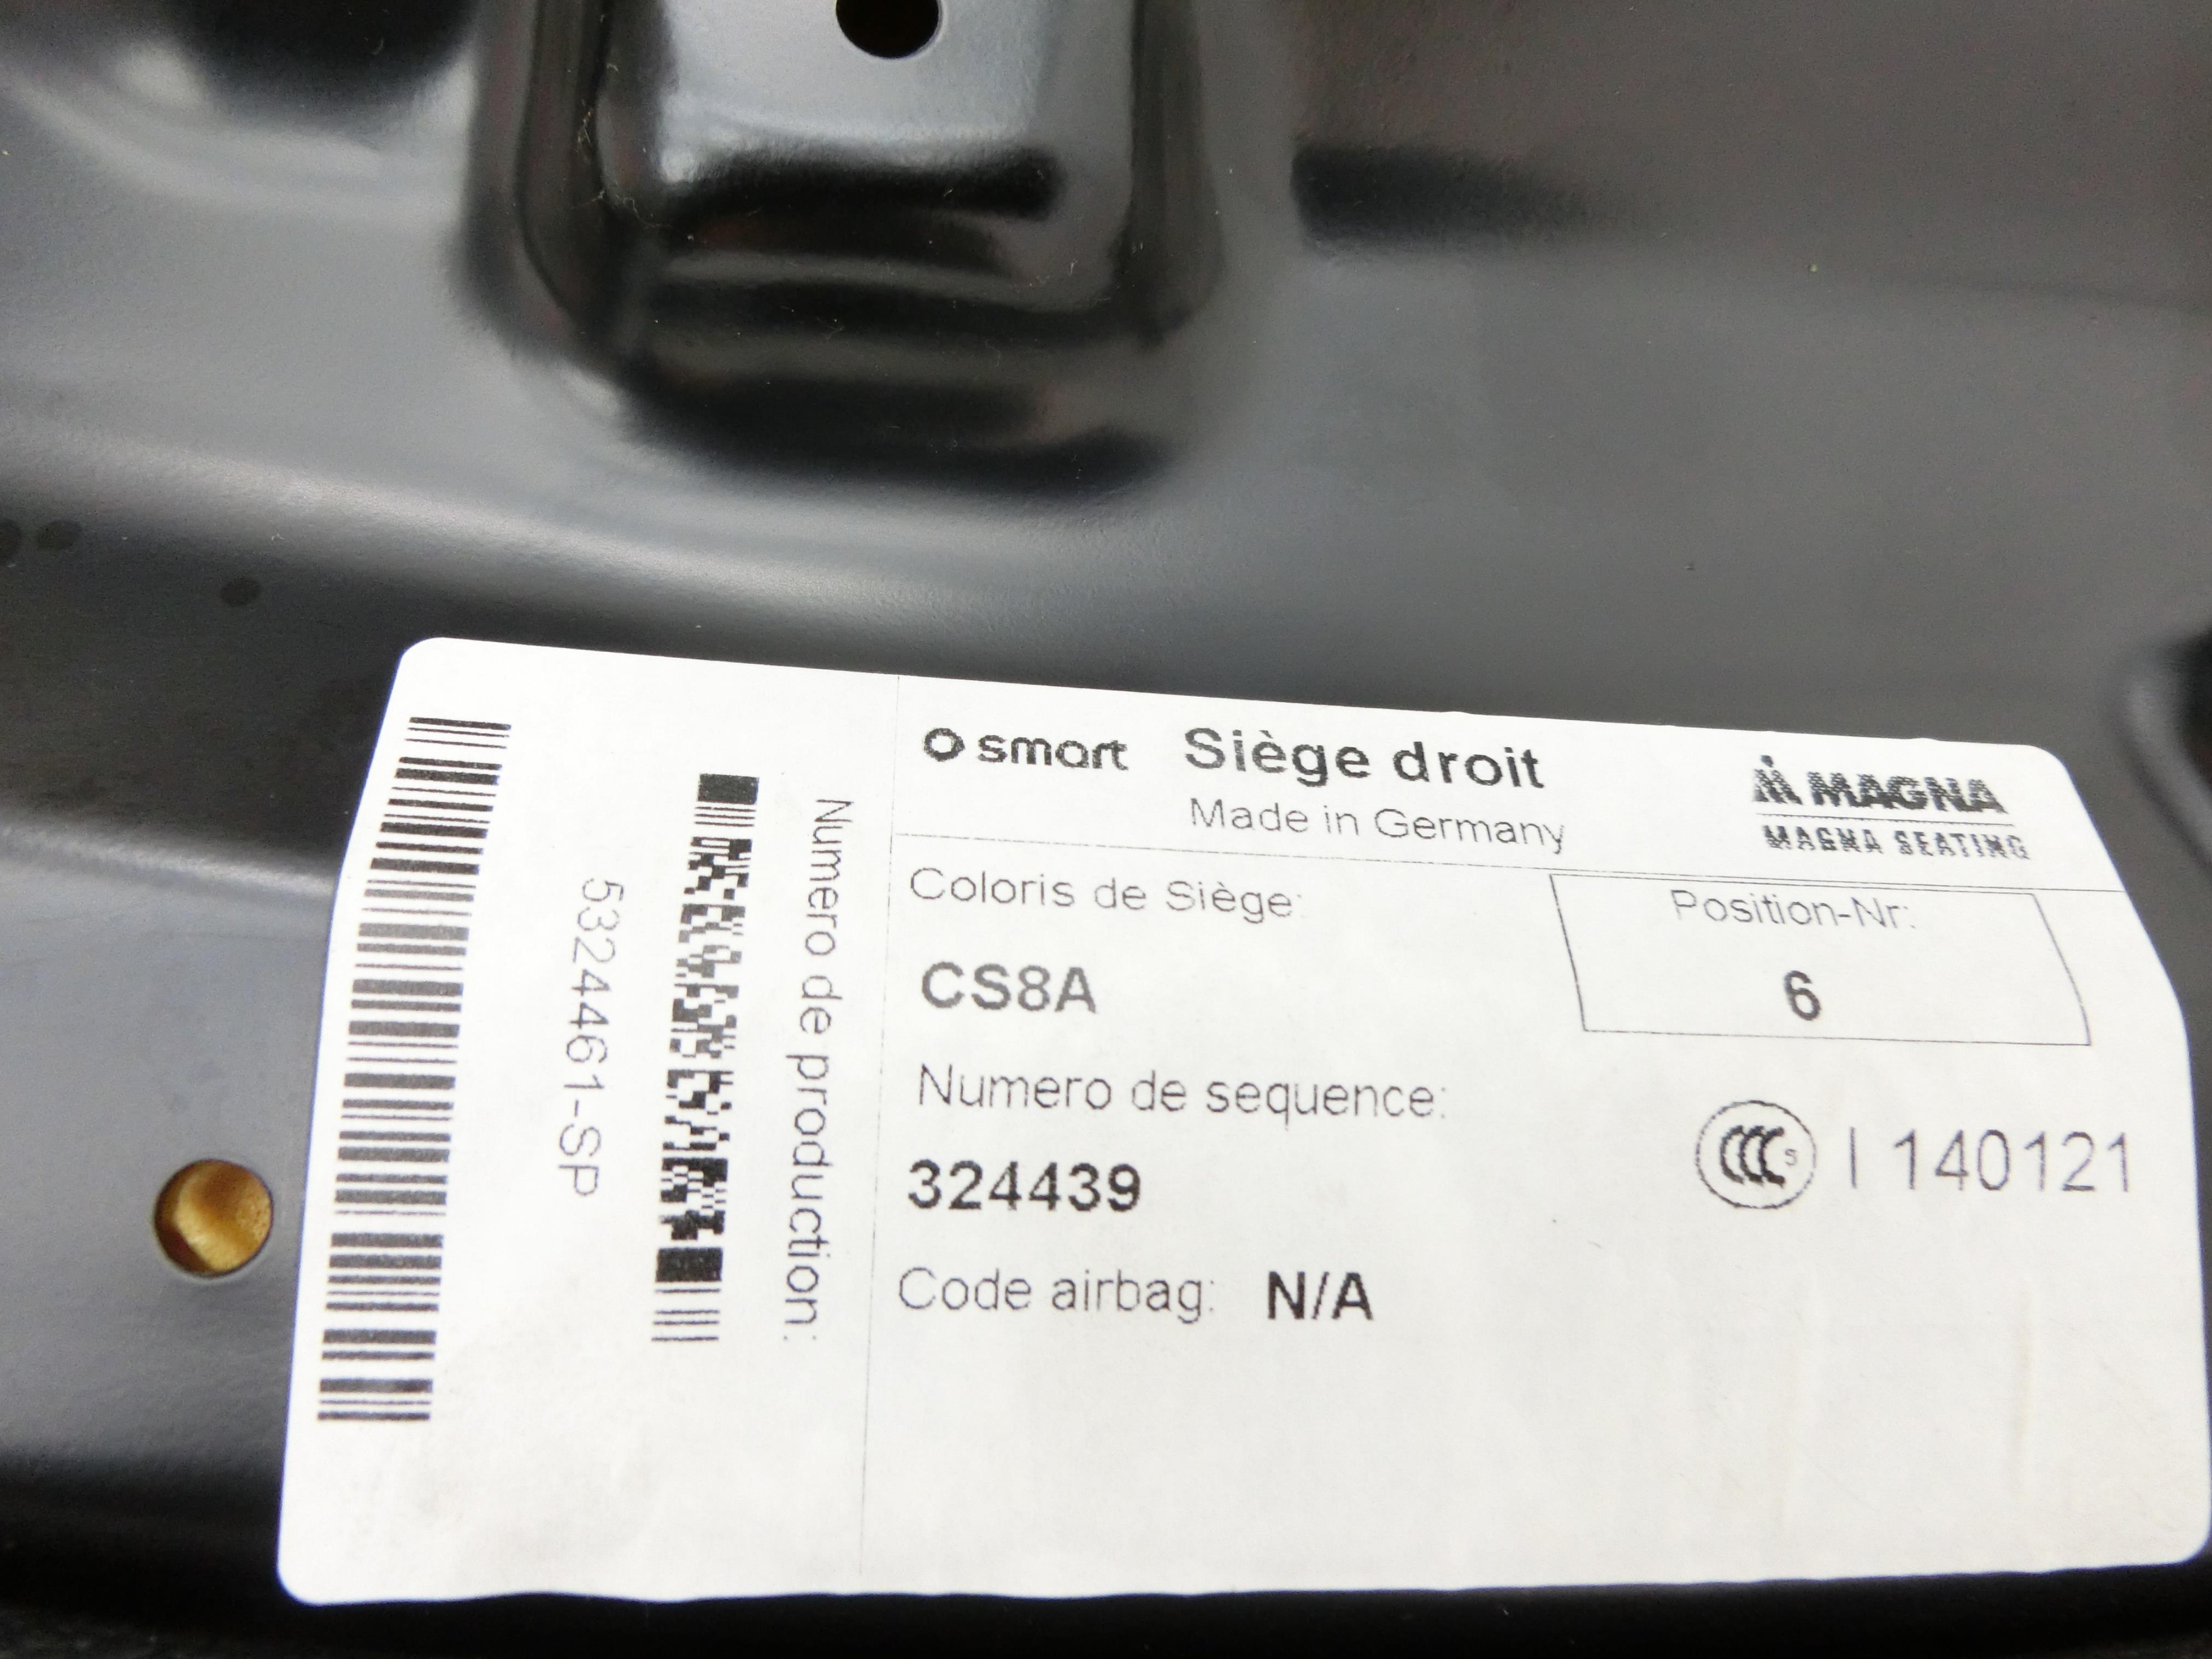 smart Siège droit
Made in Germany
MAGNA
MAGNA SEATING
Coloris de Siège:
CS8A
Position-Nr:
6
Numero de sequence:
324439
CCC S I 140121
Code airbag: N/A
Numero de production:
5324461-SP